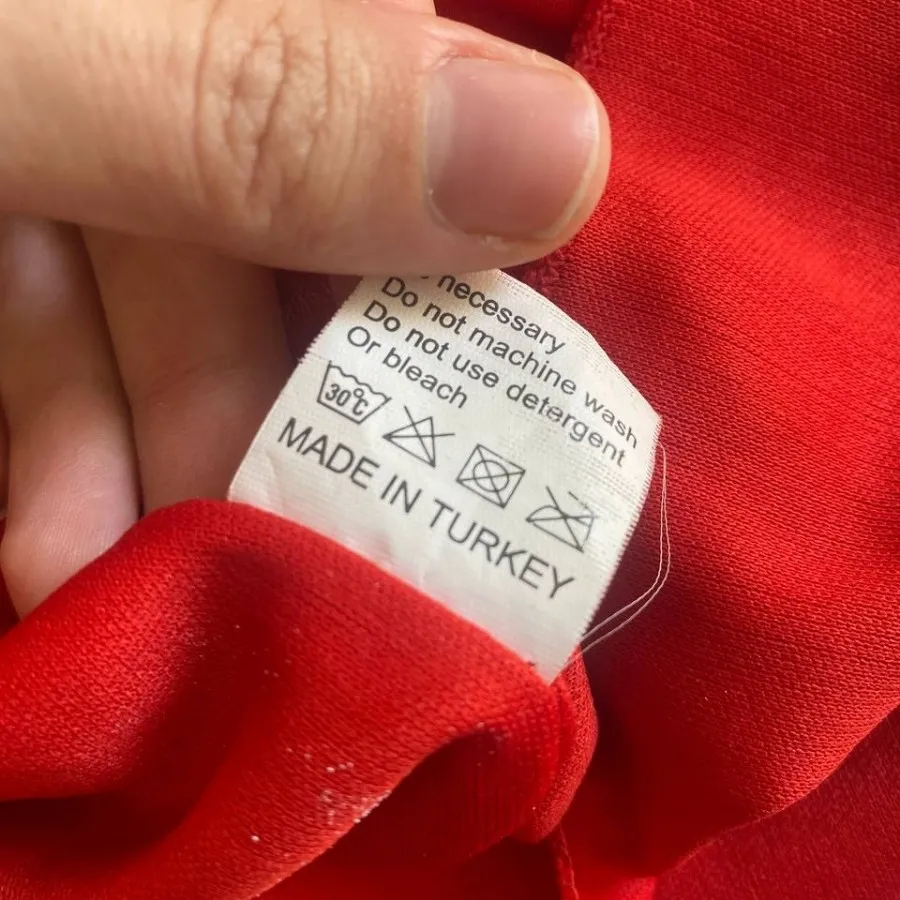 necessary
Do not machine wash
Do not use detergent
Or bleach
30°C
MADE IN TURKEY